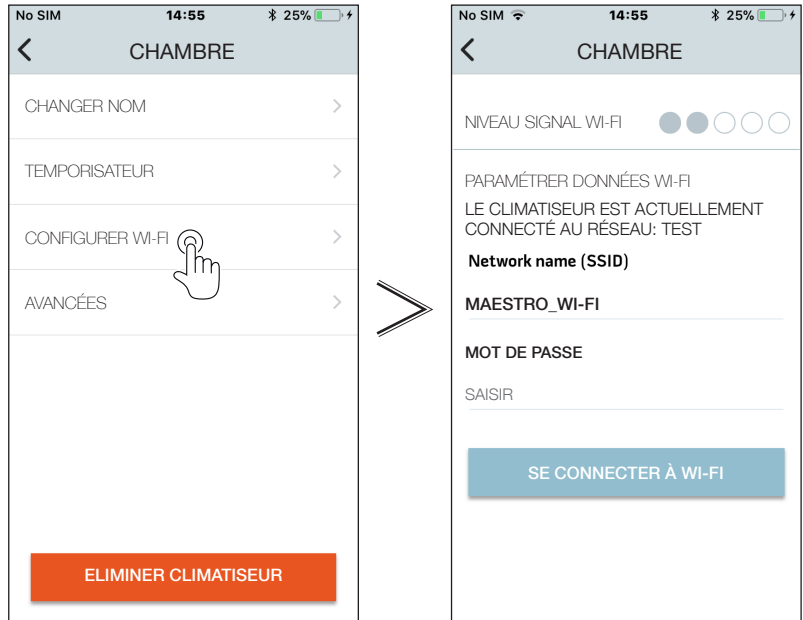 No SIM 14:55 25%
CHAMBRE
CHANGER NOM
TEMPORISATEUR
CONFIGURER WI-FI
AVANCÉES
ELIMINER CLIMATISEUR
No SIM 14:55 25%
CHAMBRE
NIVEAU SIGNAL WI-FI
PARAMÉTRER DONNÉES WI-FI
LE CLIMATISEUR EST ACTUELLEMENT
CONNECTÉ AU RÉSEAU: TEST
Network name (SSID)
MAESTRO_WI-FI
MOT DE PASSE
SAISIR
SE CONNECTER À WI-FI